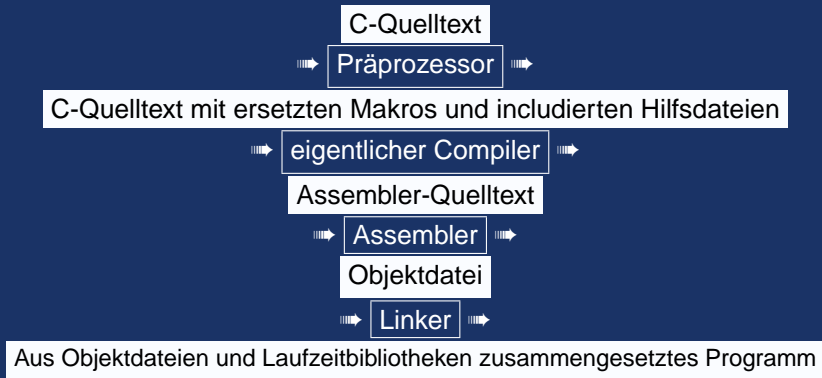 C-Quelltext
➠ Präprozessor ➠
C-Quelltext mit ersetzten Makros und includierten Hilfsdateien
➠ eigentlicher Compiler ➠
Assembler-Quelltext
➠ Assembler ➠
Objektdatei
➠ Linker ➠
Aus Objektdateien und Laufzeitbibliotheken zusammengesetztes Programm